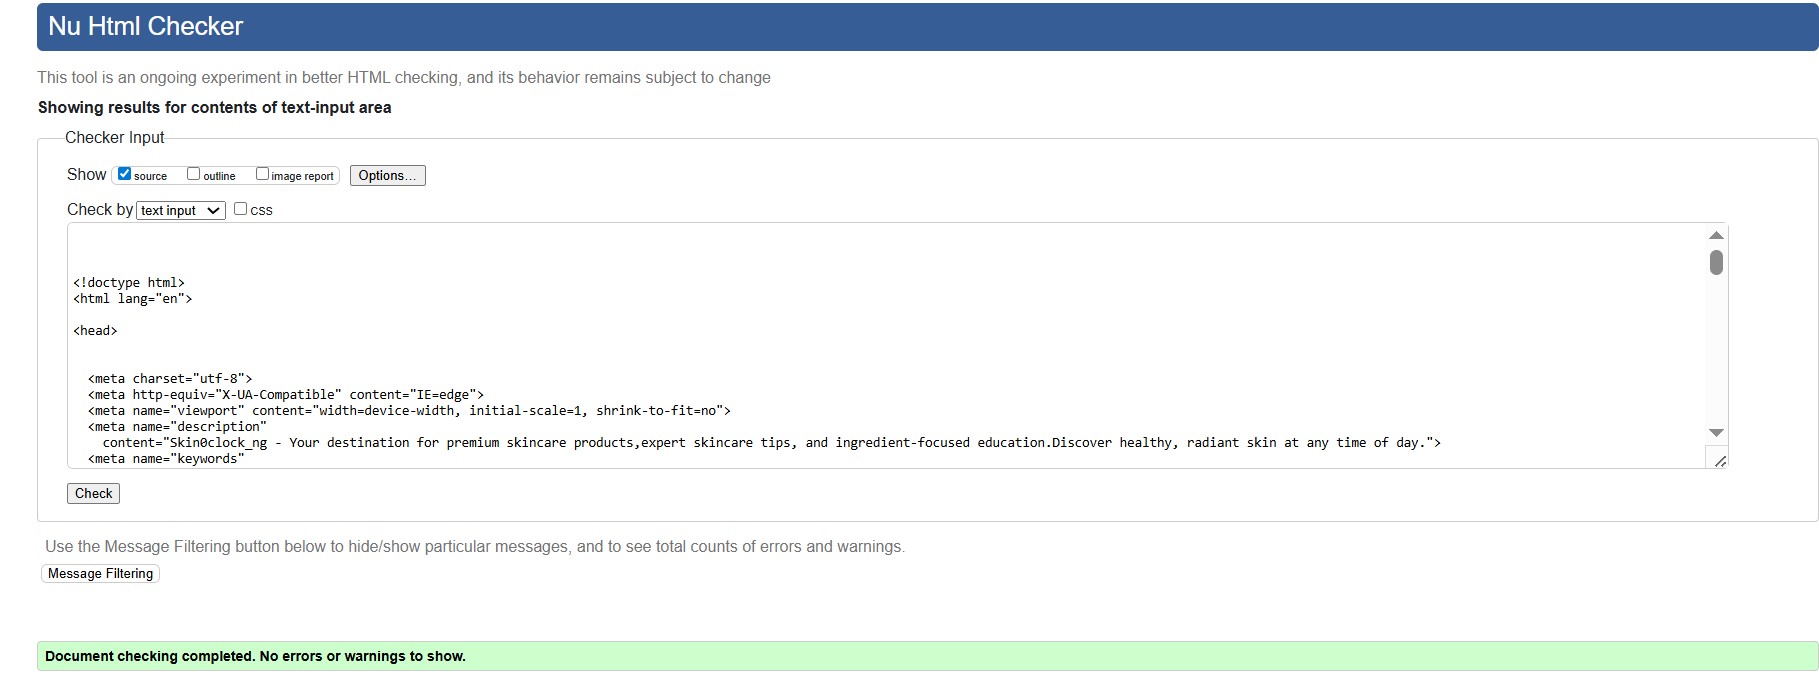 Nu Html Checker
This tool is an ongoing experiment in better HTML checking, and its behavior remains subject to change
Showing results for contents of text-input area
Checker Input
Show source outline image report Options...
Check by text input css
<!doctype html>
<html lang="en">
<head>
<meta charset="utf-8">
<meta http-equiv="X-UA-Compatible" content="IE=edge">
<meta name="viewport" content="width=device-width, initial-scale=1, shrink-to-fit=no">
<meta name="description"
content="Skin0clock_ng - Your destination for premium skincare products,expert skincare tips, and ingredient-focused education.Discover healthy, radiant skin at any time of day.">
<meta name="keywords"
Check
Use the Message Filtering button below to hide/show particular messages, and to see total counts of errors and warnings.
Message Filtering
Document checking completed. No errors or warnings to show.